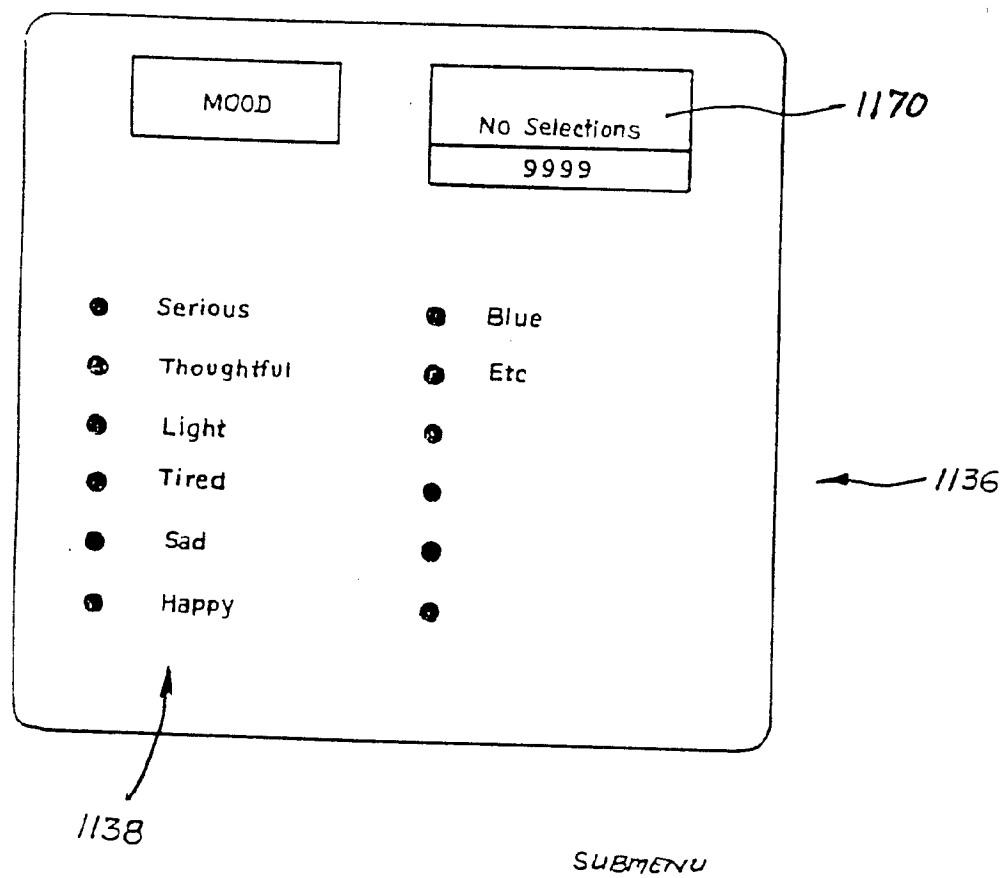 MOOD
No Selections
9999
1170
Serious
Thoughtful
Light
Tired
Sad
Happy
Blue
Etc
1136
1138
SUBMENU